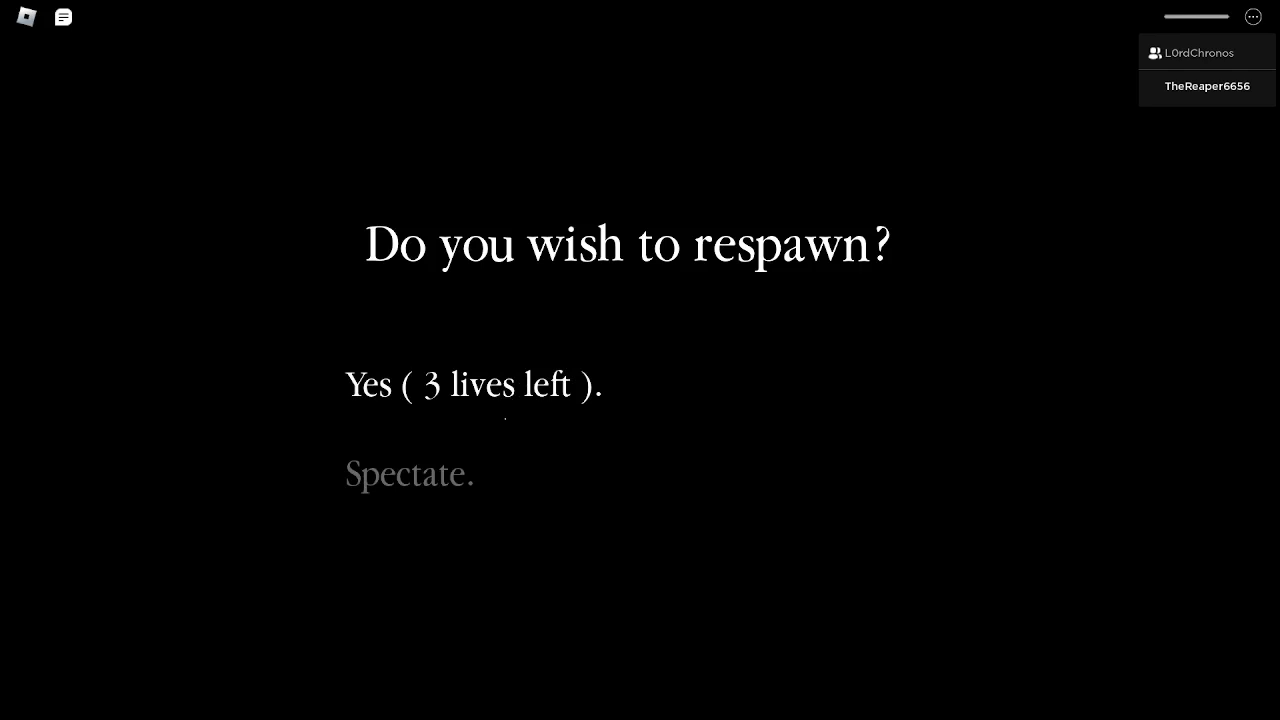 L0rdChronos
TheReaper6656
Do you wish to respawn?
Yes ( 3 lives left ).
Spectate.